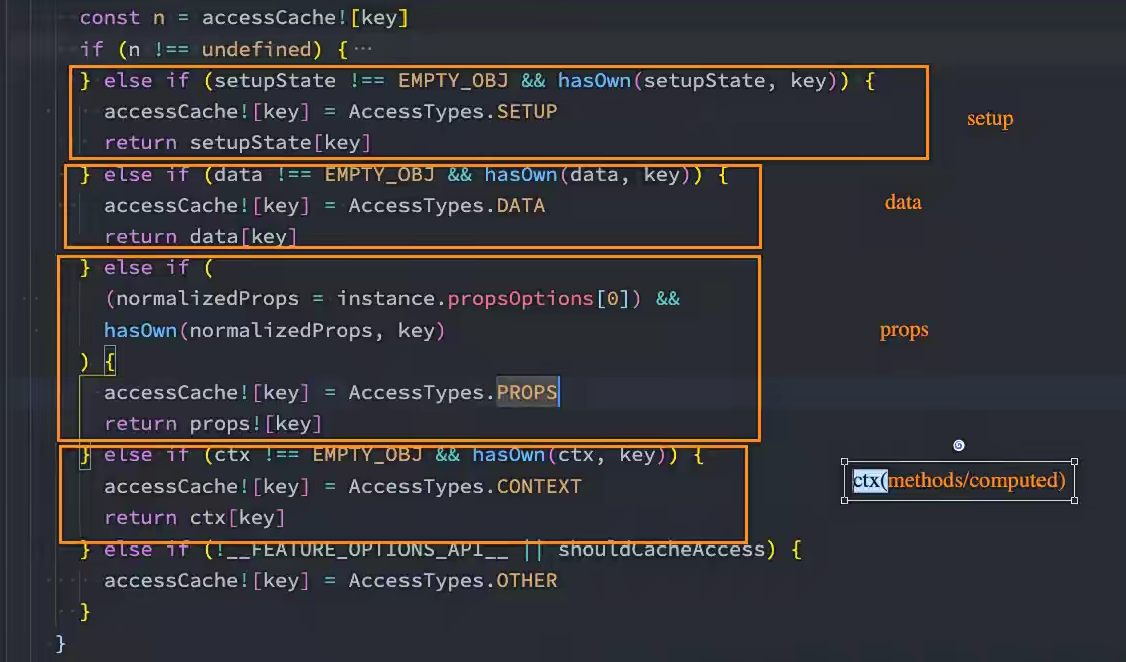 const n = accessCache![key]
if (n !== undefined) {···
} else if (setupState !== EMPTY_OBJ && hasOwn(setupState, key)) {
accessCache![key] = AccessTypes.SETUP
return setupState[key]
setup
} else if (data !== EMPTY_OBJ && hasOwn(data, key)) {
accessCache![key] = AccessTypes.DATA
return data[key]
data
} else if (
(normalizedProps = instance.propsOptions[0]) &&
hasOwn(normalizedProps, key)
) {
accessCache![key] = AccessTypes.PROPS
return props![key]
props
} else if (ctx !== EMPTY_OBJ && hasOwn(ctx, key)) {
accessCache![key] = AccessTypes.CONTEXT
return ctx[key]
ctx(methods/computed)
} else if (!__FEATURE_OPTIONS_API__ || shouldCacheAccess) {
accessCache![key] = AccessTypes.OTHER
}
}